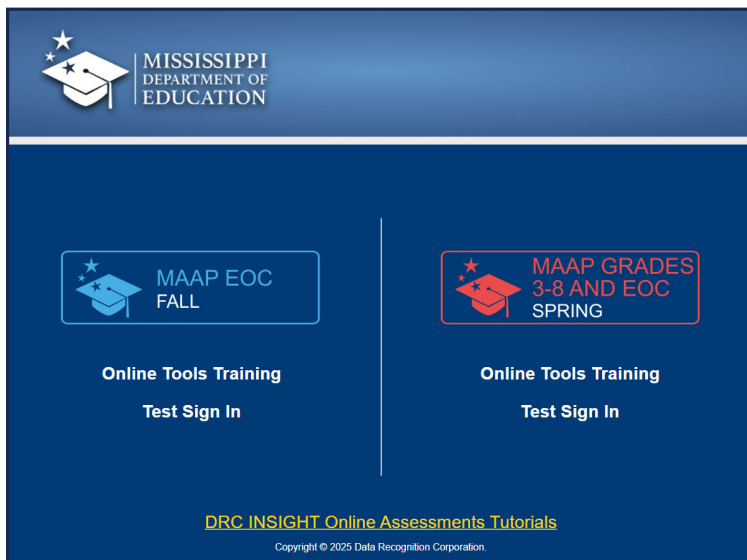 MISSISSIPPI
DEPARTMENT OF
EDUCATION
MAAP EOC
FALL
Online Tools Training
Test Sign In
MAAP GRADES
3-8 AND EOC
SPRING
Online Tools Training
Test Sign In
DRC INSIGHT Online Assessments Tutorials
Copyright © 2025 Data Recognition Corporation.